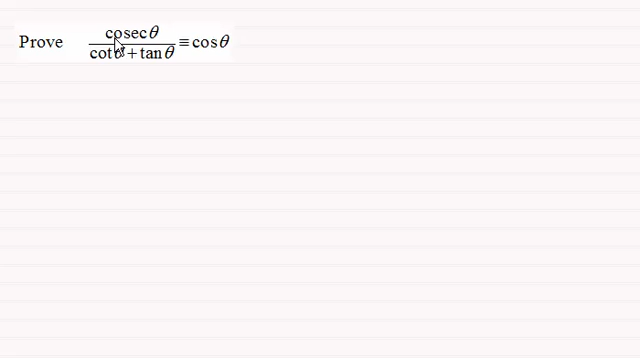 Prove cosecθ / cotθ + tanθ ≡ cosθ